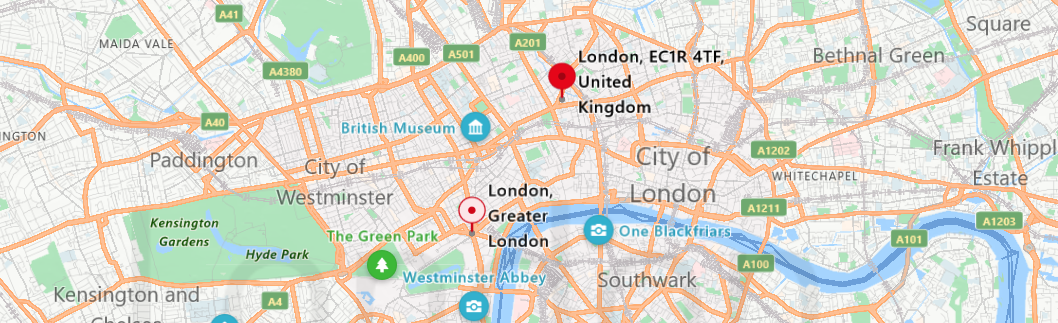 A41
Square
MAIDA VALE
A201
A400
A501
London, EC1R 4TF,
United
Kingdom
Bethnal Green
A4380
A40
British Museum
INGTON
Paddington
City of
Westminster
City of
London
A1202
Frank Whippl
Estate
WHITECHAPEL
London,
Greater
London
A1211
A1203
Kensington
Gardens
Hyde Park
The Green Park
One Blackfriars
A101
A100
Westminster Abbey
Southwark
Kensington and
Chelsea
A4